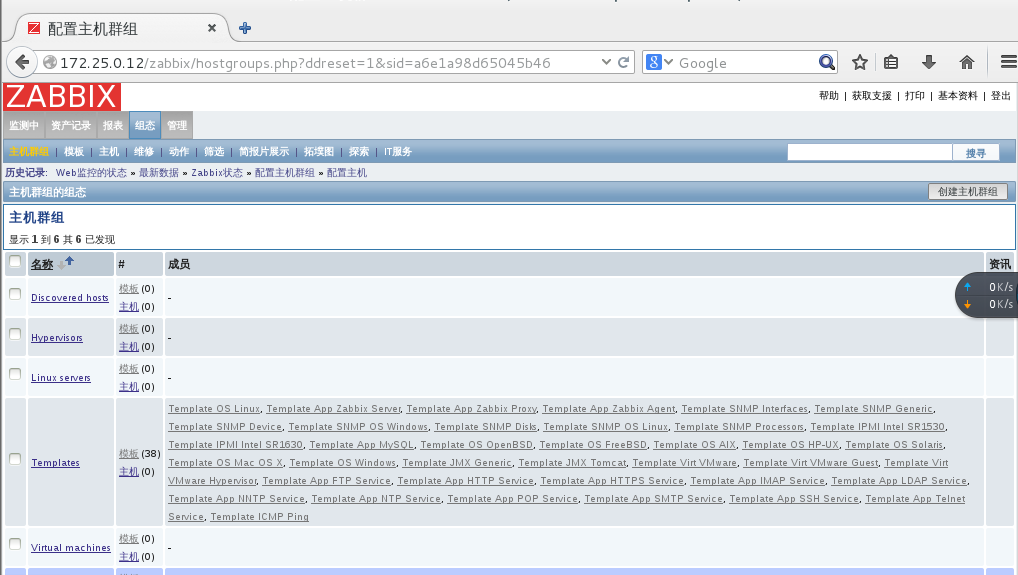 配置主机群组
172.25.0.12/zabbix/hostgroups.php?ddreset=1&sid=a6e1a98d65045b46
Google
ZABBIX
帮助 | 获取支援 | 打印 | 基本资料 | 登出
监测中 资产记录 报表 组态 管理
主机群组 | 模板 | 主机 | 维修 | 动作 | 筛选 | 简报片展示 | 拓墣图 | 探索 | IT服务
搜寻
历史记录: Web监控的状态 » 最新数据 » Zabbix状态 » 配置主机群组 » 配置主机
主机群组的组态
创建主机群组
主机群组
显示 1 到 6 其 6 已发现
名称 # 成员 资讯
Discovered hosts 模板 (0) -
主机 (0)
0K/s
0K/s
Hypervisors 模板 (0) -
主机 (0)
Linux servers 模板 (0) -
主机 (0)
Templates 模板 (38)
主机 (0)
Template OS Linux, Template App Zabbix Server, Template App Zabbix Proxy, Template App Zabbix Agent, Template SNMP Interfaces, Template SNMP Generic,
Template SNMP Device, Template SNMP OS Windows, Template SNMP Disks, Template SNMP OS Linux, Template SNMP Processors, Template IPMI Intel SR1530,
Template IPMI Intel SR1630, Template App MySQL, Template OS OpenBSD, Template OS FreeBSD, Template OS AIX, Template OS HP-UX, Template OS Solaris,
Template OS Mac OS X, Template OS Windows, Template JMX Generic, Template JMX Tomcat, Template Virt VMware, Template Virt VMware Guest, Template Virt
VMware Hypervisor, Template App FTP Service, Template App HTTP Service, Template App HTTPS Service, Template App IMAP Service, Template App LDAP Service,
Template App NNTP Service, Template App NTP Service, Template App POP Service, Template App SMTP Service, Template App SSH Service, Template App Telnet
Service, Template ICMP Ping
Virtual machines 模板 (0) -
主机 (0)